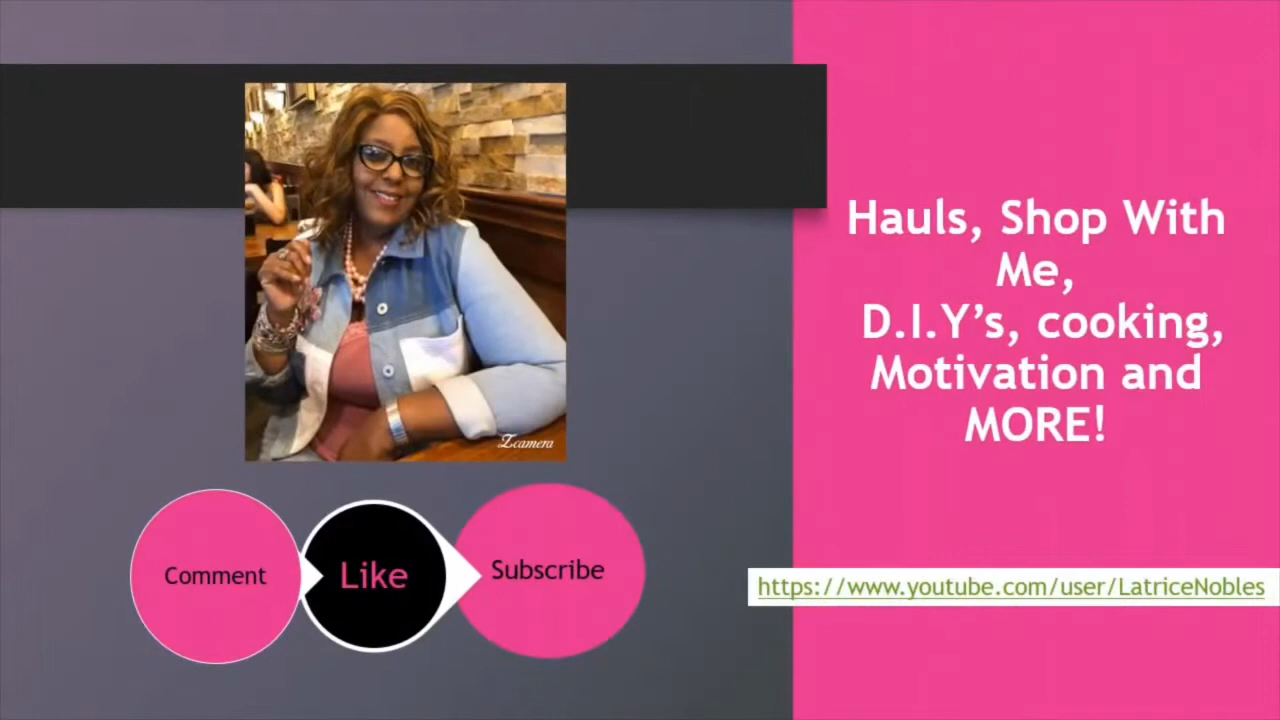 Hauls, Shop With
Me,
D.I.Y’s, cooking,
Motivation and
MORE!
Zcamera
Comment
Like
Subscribe
https://www.youtube.com/user/LatriceNobles